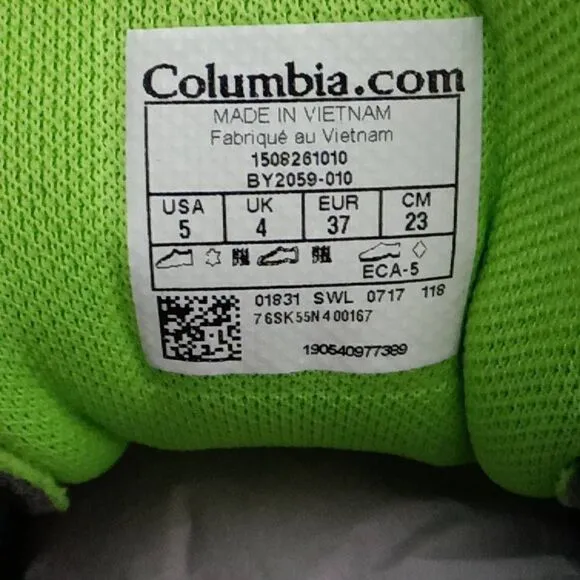 Columbia.com
MADE IN VIETNAM
Fabriqué au Vietnam
1508261010
BY2059-010
USA UK EUR CM
5 4 37 23
ECA-5
01831 SWL 0717 118
76SK55N400167
190540977389